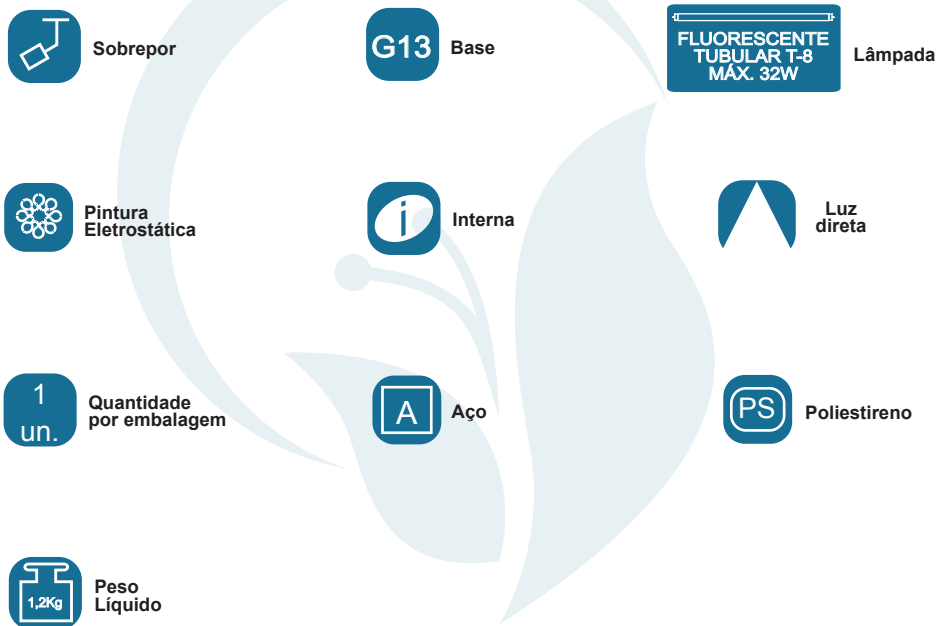 Sobrepor
G13
Base
FLUORESCENTE
TUBULAR T-8
MÁX. 32W
Lâmpada
Pintura
Eletrostática
i
Interna
Luz
direta
1
un.
Quantidade
por embalagem
A
Aço
PS
Poliestireno
1,2Kg
Peso
Líquido